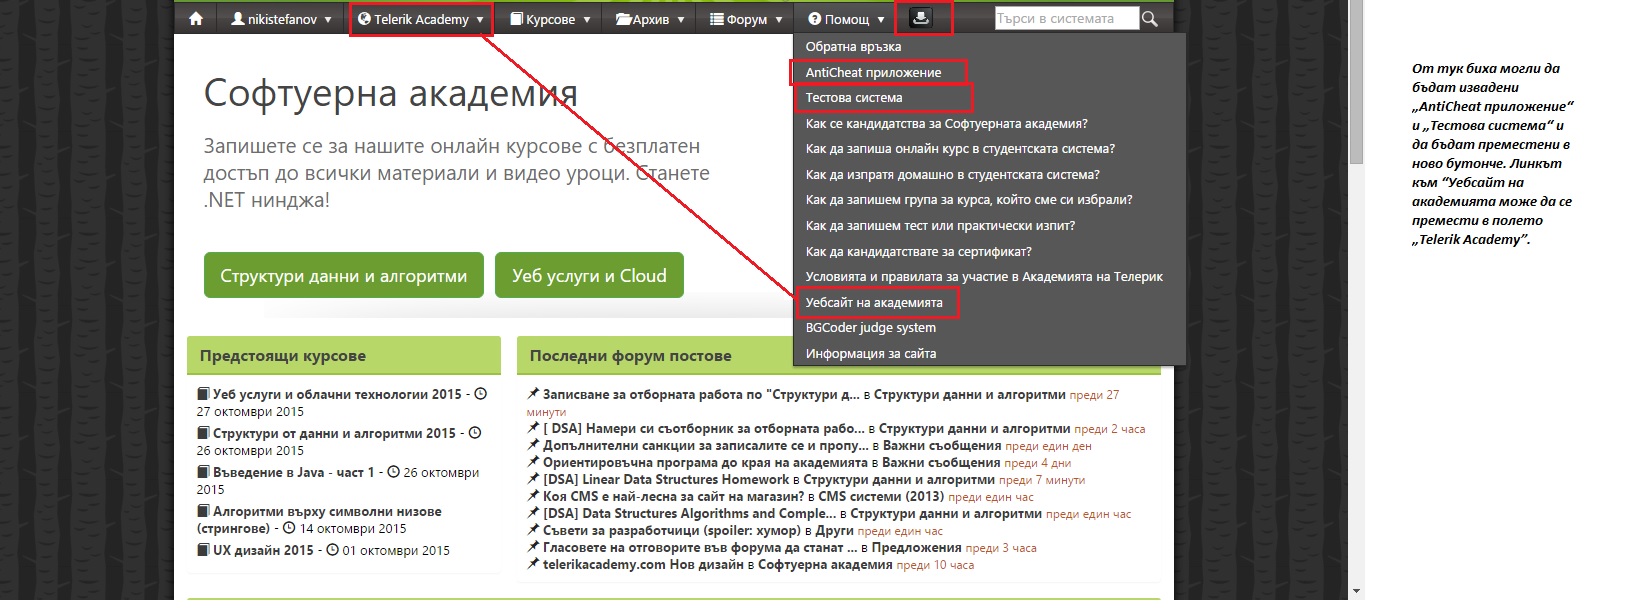 nikistefanov
Telerik Academy
Курсове
Архив
Форум
Помощ
Търси в системата
Обратна връзка
AntiCheat приложение
Тестова система
Как се кандидатства за Софтуерната академия?
Как да запиша онлайн курс в студентската система?
Как да изпратя домашно в студентската система?
Как да запишем група за курса, който сме си избрали?
Как да запишем тест или практически изпит?
Как да кандидатствате за сертификат?
Условията и правилата за участие в Академията на Телерик
Уебсайт на академията
BGCoder judge system
Информация за сайта
Софтуерна академия
Запишете се за нашите онлайн курсове с безплатен
достъп до всички материали и видео уроци. Станете
.NET нинджа!
Структури данни и алгоритми
Уеб услуги и Cloud
Предстоящи курсове
Уеб услуги и облачни технологии 2015 -
27 октомври 2015
Структури от данни и алгоритми 2015 -
26 октомври 2015
Въведение в Java - част 1 - 26 октомври
2015
Алгоритми върху символни низове
(стрингове) - 14 октомври 2015
UX дизайн 2015 - 01 октомври 2015
Последни форум постове
Записване за отборната работа по "Структури д... в Структури данни и алгоритми преди 27
минути
[ DSA] Намери си съотборник за отборната рабо... в Структури данни и алгоритми преди 2 часа
Допълнителни санкции за записалите се и пропу... в Важни съобщения преди един ден
Ориентировъчна програма до края на академията в Важни съобщения преди 4 дни
[DSA] Linear Data Structures Homework в Структури данни и алгоритми преди 7 минути
Коя CMS е най-лесна за сайт на магазин? в CMS системи (2013) преди един час
[DSA] Data Structures Algorithms and Comple... в Структури данни и алгоритми преди един час
Съвети за разработчици (spoiler: хумор) в Други преди един час
Гласовете на отговорите във форума да станат ... в Предложения преди 3 часа
telerikacademy.com Нов дизайн в Софтуерна академия преди 10 часа
От тук биха могли да
бъдат извадени
„AntiCheat приложение“
и „Тестова система“ и
да бъдат преместени в
ново бутонче. Линкът
към “Уебсайт на
академията може да се
премести в полето
„Telerik Academy”.